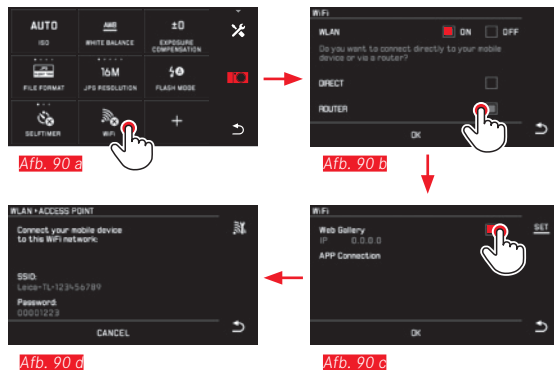 AUTO
ISO
AWB
WHITE BALANCE
±0
EXPOSURE
COMPENSATION
FILE FORMAT
16M
JPG RESOLUTION
FLASH MODE
SELFTIMER
WiFi
+
Afb. 90 a
WiFi
WLAN
ON
OFF
Do you want to connect directly to your mobile
device or via a router?
DIRECT
ROUTER
OK
Afb. 90 b
WLAN+ACCESS POINT
Connect your mobile device
to this WiFi network:
SSID:
Leica-TL-123456789
Password:
00001223
CANCEL
Afb. 90 d
WiFi
Web Gallery
IP 0.0.0.0
SET
APP Connection
OK
Afb. 90 c